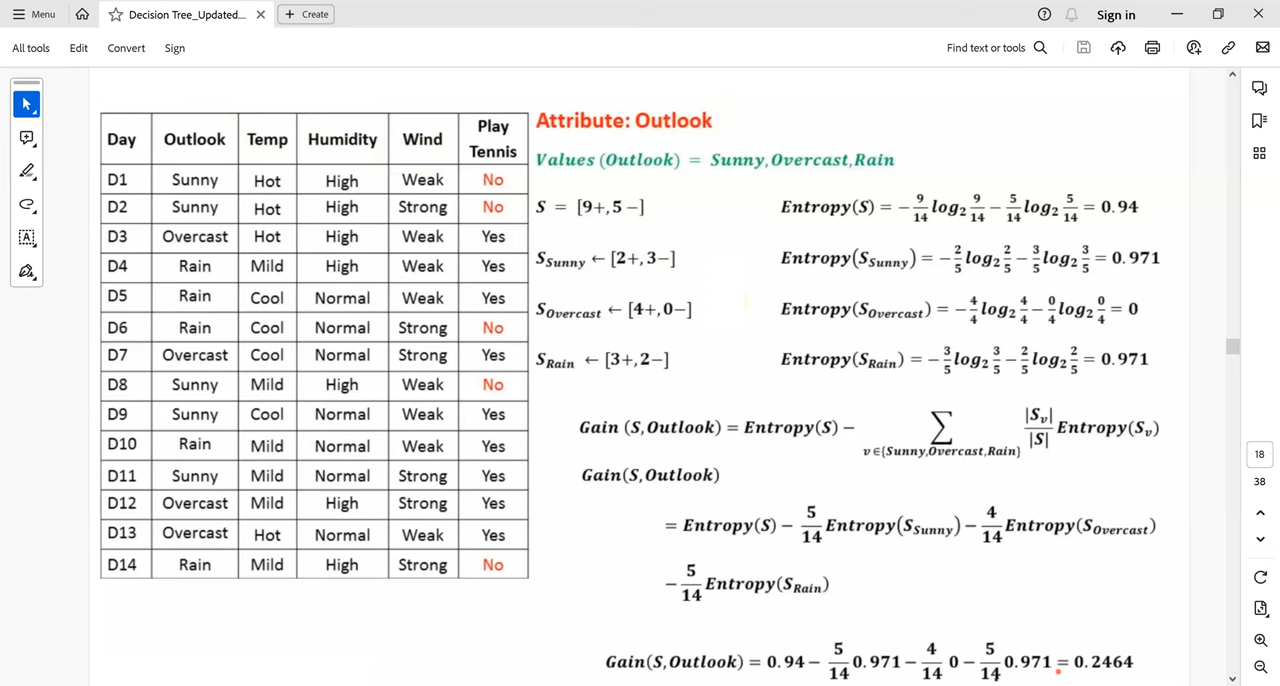 Menu Decision Tree_Updated... Create Sign in
All tools Edit Convert Sign Find text or tools
Day Outlook Temp Humidity Wind Play Tennis
D1 Sunny Hot High Weak No
D2 Sunny Hot High Strong No
D3 Overcast Hot High Weak Yes
D4 Rain Mild High Weak Yes
D5 Rain Cool Normal Weak Yes
D6 Rain Cool Normal Strong No
D7 Overcast Cool Normal Strong Yes
D8 Sunny Mild High Weak No
D9 Sunny Cool Normal Weak Yes
D10 Rain Mild Normal Weak Yes
D11 Sunny Mild Normal Strong Yes
D12 Overcast Mild High Strong Yes
D13 Overcast Hot Normal Weak Yes
D14 Rain Mild High Strong No
Attribute: Outlook
Values (Outlook) = Sunny, Overcast, Rain
S = [9+, 5 −] Entropy(S) = −9/14 log₂ 9/14 − 5/14 log₂ 5/14 = 0.94
S_Sunny ← [2+, 3−] Entropy(S_Sunny) = −2/5 log₂ 2/5 − 3/5 log₂ 3/5 = 0.971
S_Overcast ← [4+, 0−] Entropy(S_Overcast) = −4/4 log₂ 4/4 − 0/4 log₂ 0/4 = 0
S_Rain ← [3+, 2−] Entropy(S_Rain) = −3/5 log₂ 3/5 − 2/5 log₂ 2/5 = 0.971
Gain (S, Outlook) = Entropy(S) − ∑ v∈{Sunny,Overcast,Rain} |S_v|/|S| Entropy(S_v)
Gain(S, Outlook)
= Entropy(S) − 5/14 Entropy(S_Sunny) − 4/14 Entropy(S_Overcast)
− 5/14 Entropy(S_Rain)
Gain(S, Outlook) = 0.94 − 5/14 0.971 − 4/14 0 − 5/14 0.971 = 0.2464
18
38